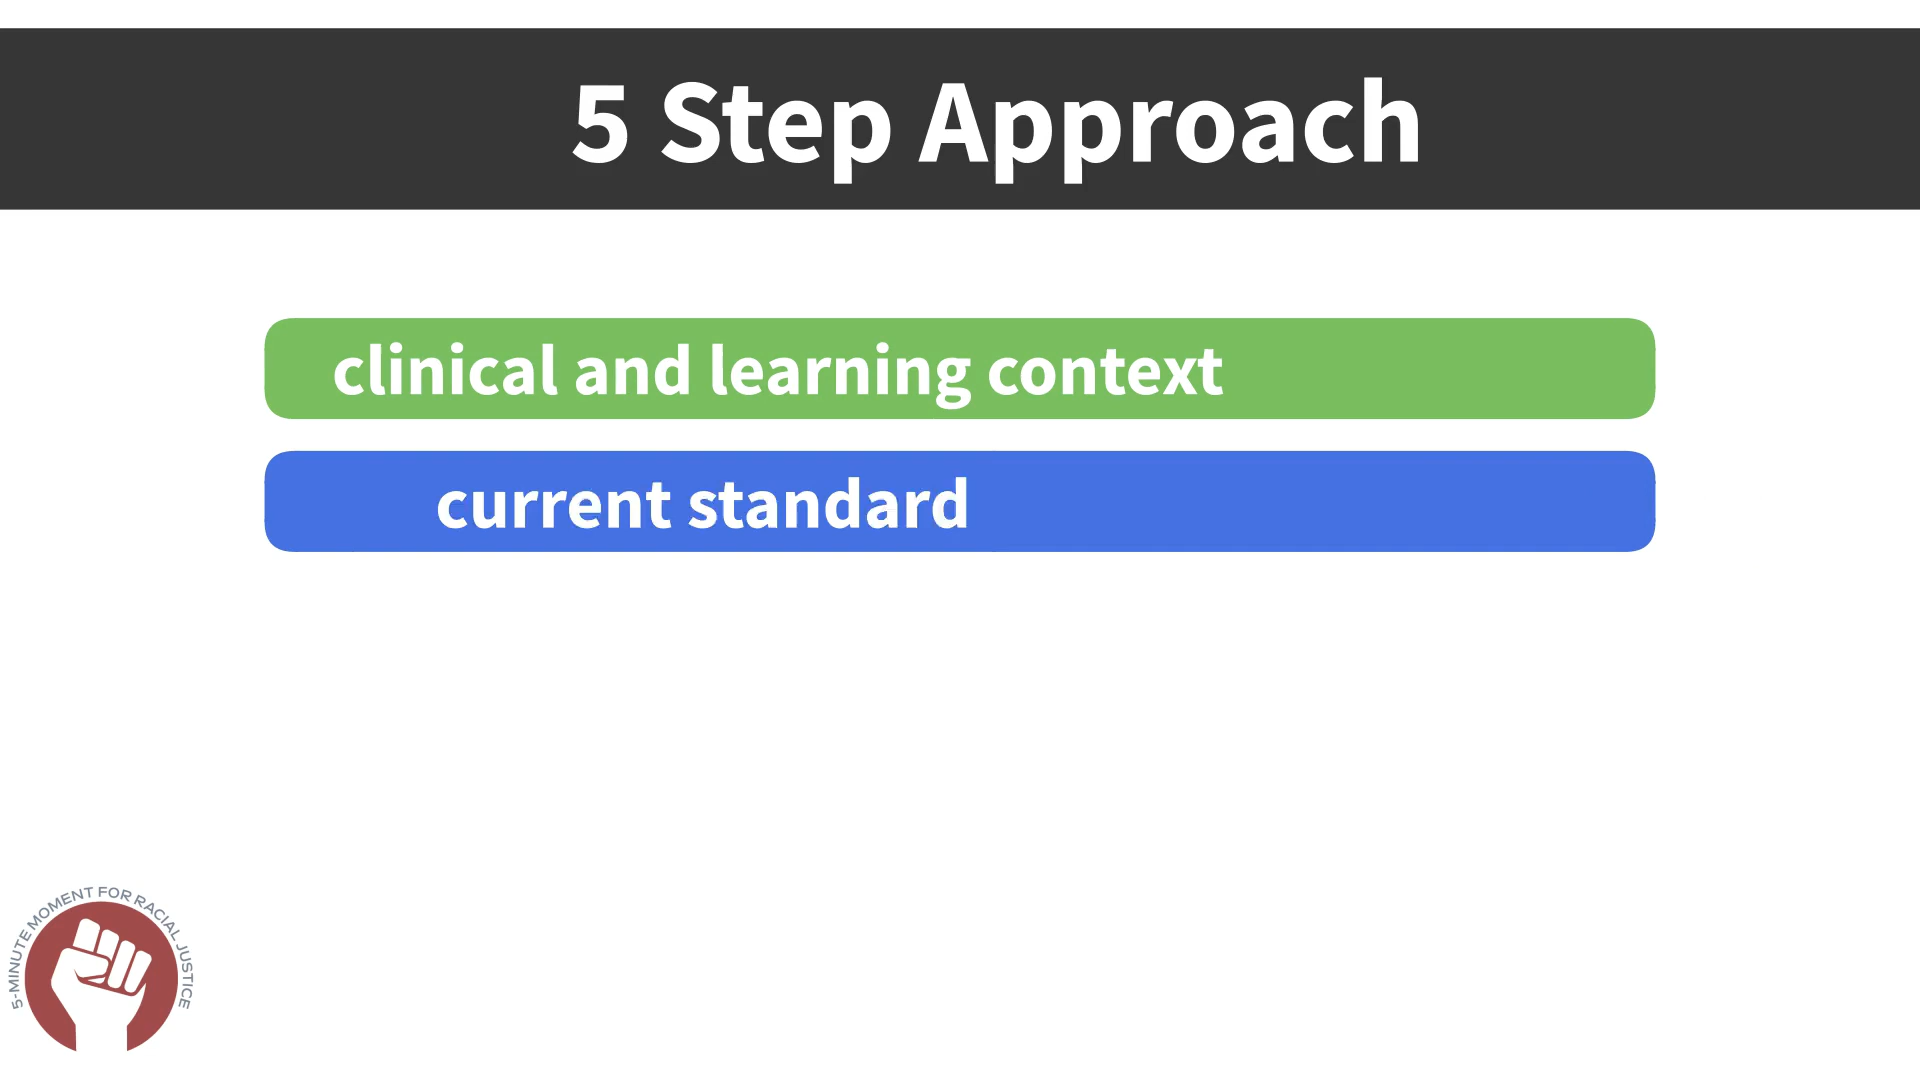 5 Step Approach
clinical and learning context
current standard
5-MINUTE MOMENT FOR RACIAL JUSTICE